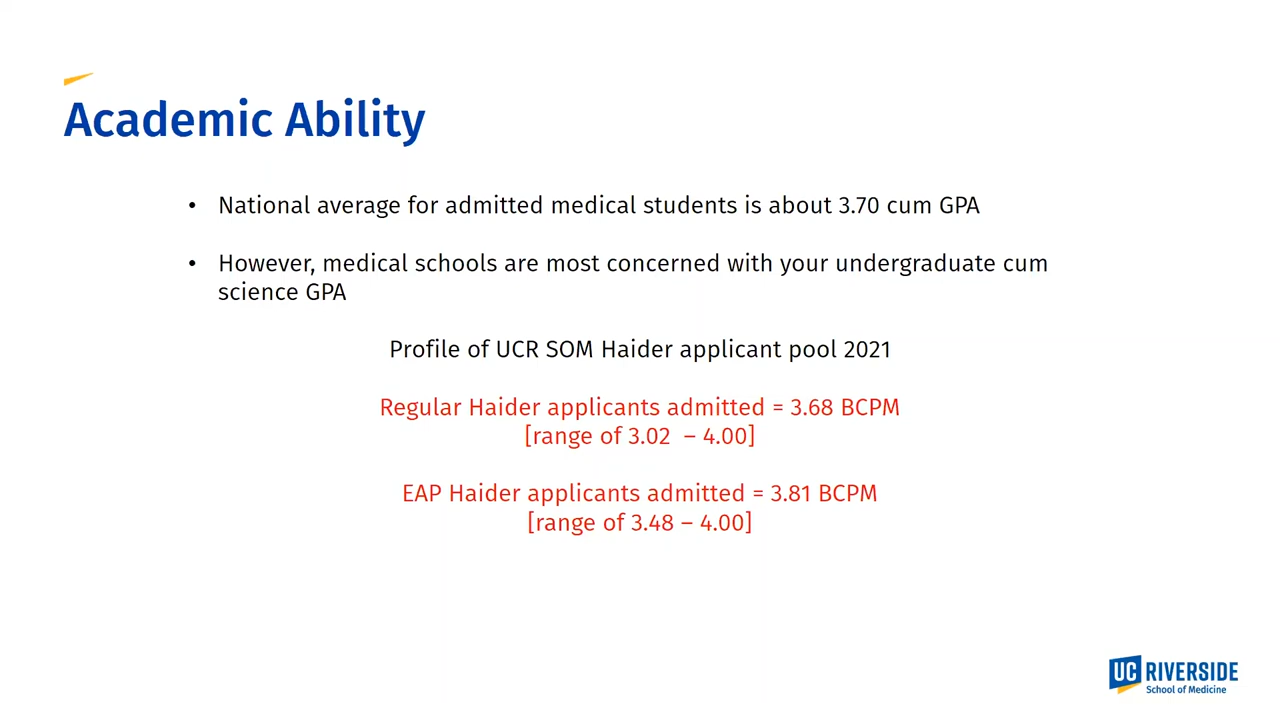 Academic Ability
• National average for admitted medical students is about 3.70 cum GPA
• However, medical schools are most concerned with your undergraduate cum
science GPA
Profile of UCR SOM Haider applicant pool 2021
Regular Haider applicants admitted = 3.68 BCPM
[range of 3.02 – 4.00]
EAP Haider applicants admitted = 3.81 BCPM
[range of 3.48 – 4.00]
UC RIVERSIDE
School of Medicine